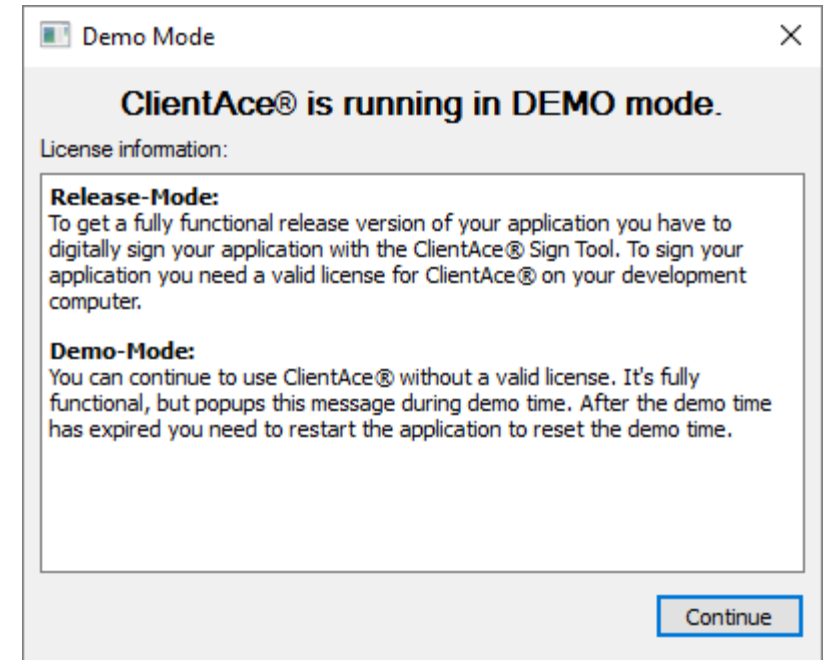 Demo Mode
ClientAce® is running in DEMO mode.
License information:
Release-Mode:
To get a fully functional release version of your application you have to
digitally sign your application with the ClientAce® Sign Tool. To sign your
application you need a valid license for ClientAce® on your development
computer.
Demo-Mode:
You can continue to use ClientAce® without a valid license. It's fully
functional, but popups this message during demo time. After the demo time
has expired you need to restart the application to reset the demo time.
Continue